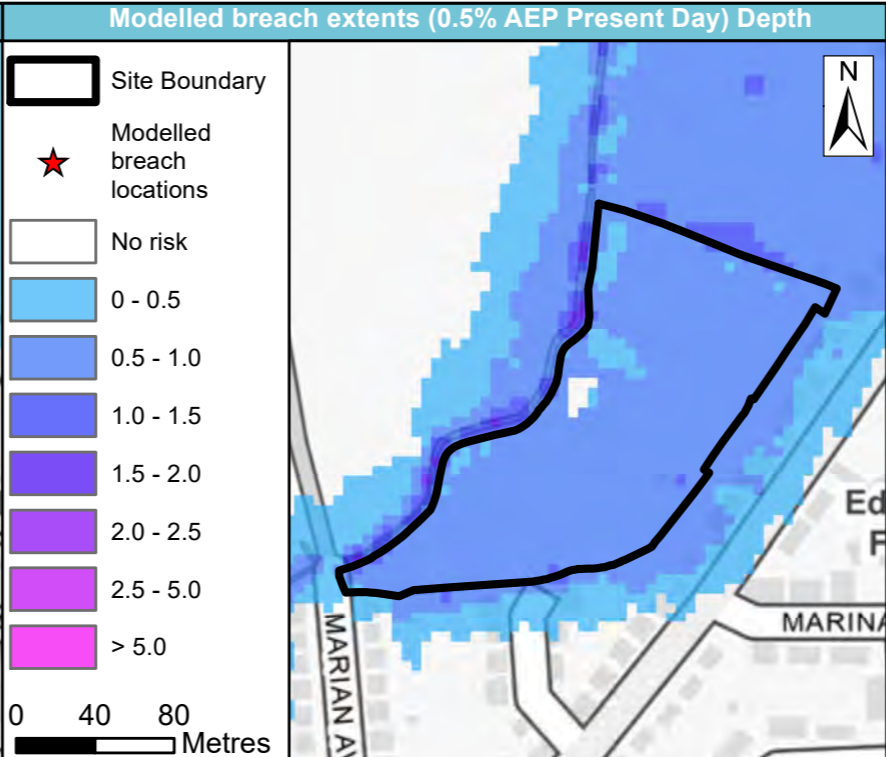 Modelled breach extents (0.5% AEP Present Day) Depth
Site Boundary
Modelled
breach
locations
No risk
0 - 0.5
0.5 - 1.0
1.0 - 1.5
1.5 - 2.0
2.0 - 2.5
2.5 - 5.0
> 5.0
0 40 80
Metres
N
Ed
F
MARINA
MARIAN AV